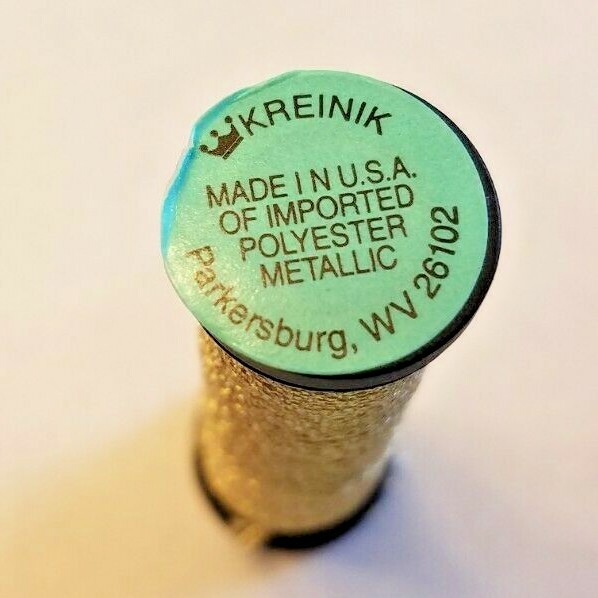 KREINIK
MADE IN U.S.A.
OF IMPORTED
POLYESTER
METALLIC
Parkersburg, WV 26102